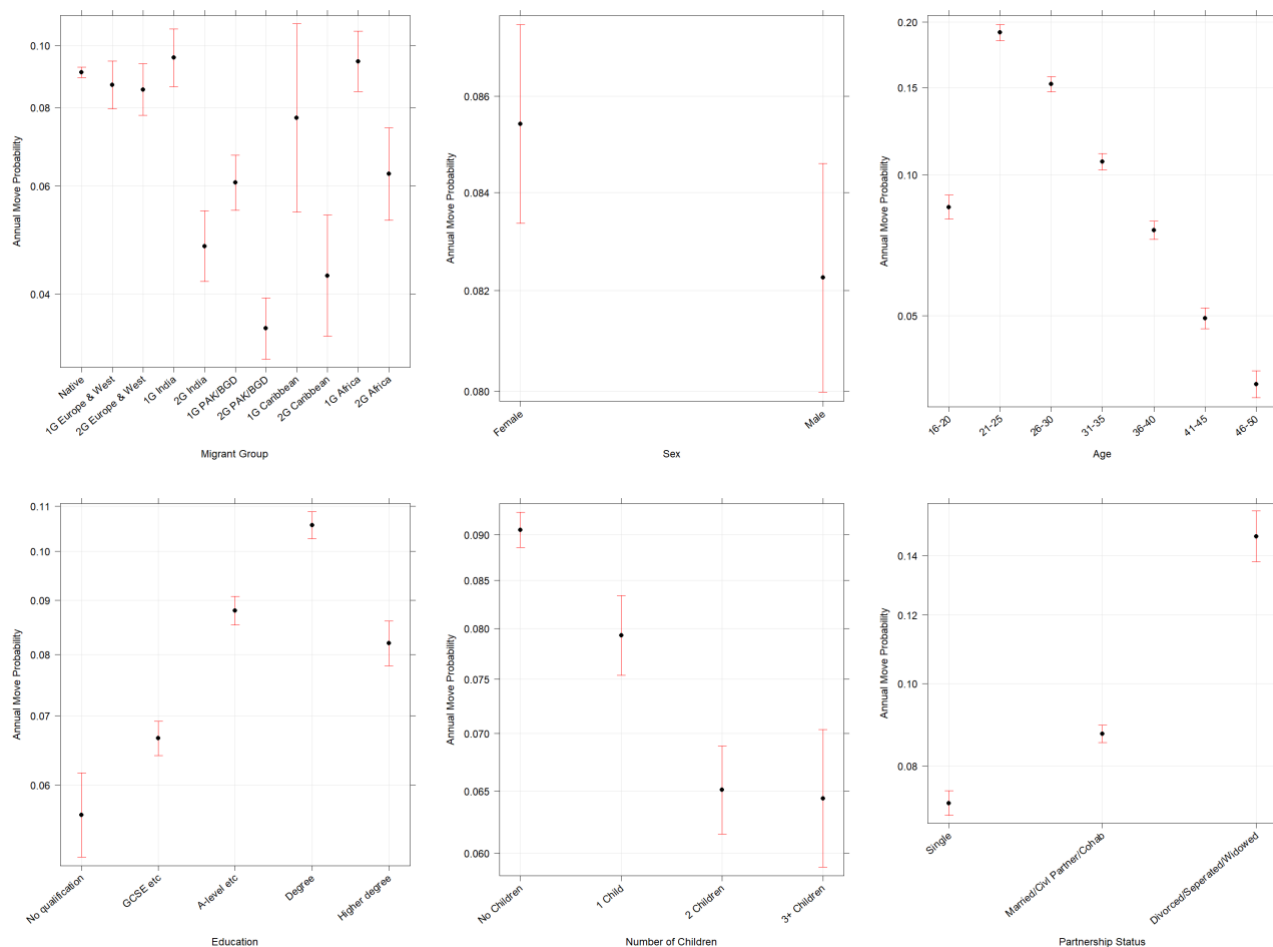 Annual Move Probability
0.10
0.08
0.06
0.04
Native
1G Europe & West
2G Europe & West
1G India
2G India
1G PAK/BGD
2G PAK/BGD
1G Caribbean
2G Caribbean
1G Africa
2G Africa
Migrant Group
Annual Move Probability
0.086
0.084
0.082
0.080
Female
Male
Sex
Annual Move Probability
0.20
0.15
0.10
0.05
16-20
21-25
26-30
31-35
36-40
41-45
46-50
Age
Annual Move Probability
0.11
0.10
0.09
0.08
0.07
0.06
No qualification
GCSE etc
A-level etc
Degree
Higher degree
Education
Annual Move Probability
0.090
0.085
0.080
0.075
0.070
0.065
0.060
No Children
1 Child
2 Children
3+ Children
Number of Children
Annual Move Probability
0.14
0.12
0.10
0.08
Single
Married/Civl Partner/Cohab
Divorced/Seperated/Widowed
Partnership Status